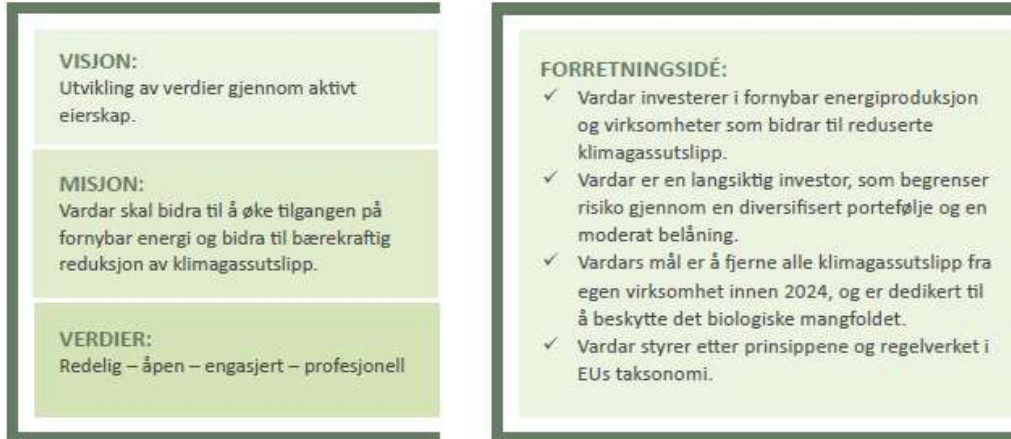 VISJON:
Utvikling av verdier gjennom aktivt
eierskap.
MISJON:
Vardar skal bidra til å øke tilgangen på
fornybar energi og bidra til bærekraftig
reduksjon av klimagassutslipp.
VERDIER:
Redelig – åpen – engasjert – profesjonell
FORRETNINGSIDÉ:
✓ Vardar investerer i fornybar energiproduksjon
og virksomheter som bidrar til reduserte
klimagassutslipp.
✓ Vardar er en langsiktig investor, som begrenser
risiko gjennom en diversifisert portefølje og en
moderat belåning.
✓ Vardars mål er å fjerne alle klimagassutslipp fra
egen virksomhet innen 2024, og er dedikert til
å beskytte det biologiske mangfoldet.
✓ Vardar styrer etter prinsippene og regelverket i
EUs taksonomi.